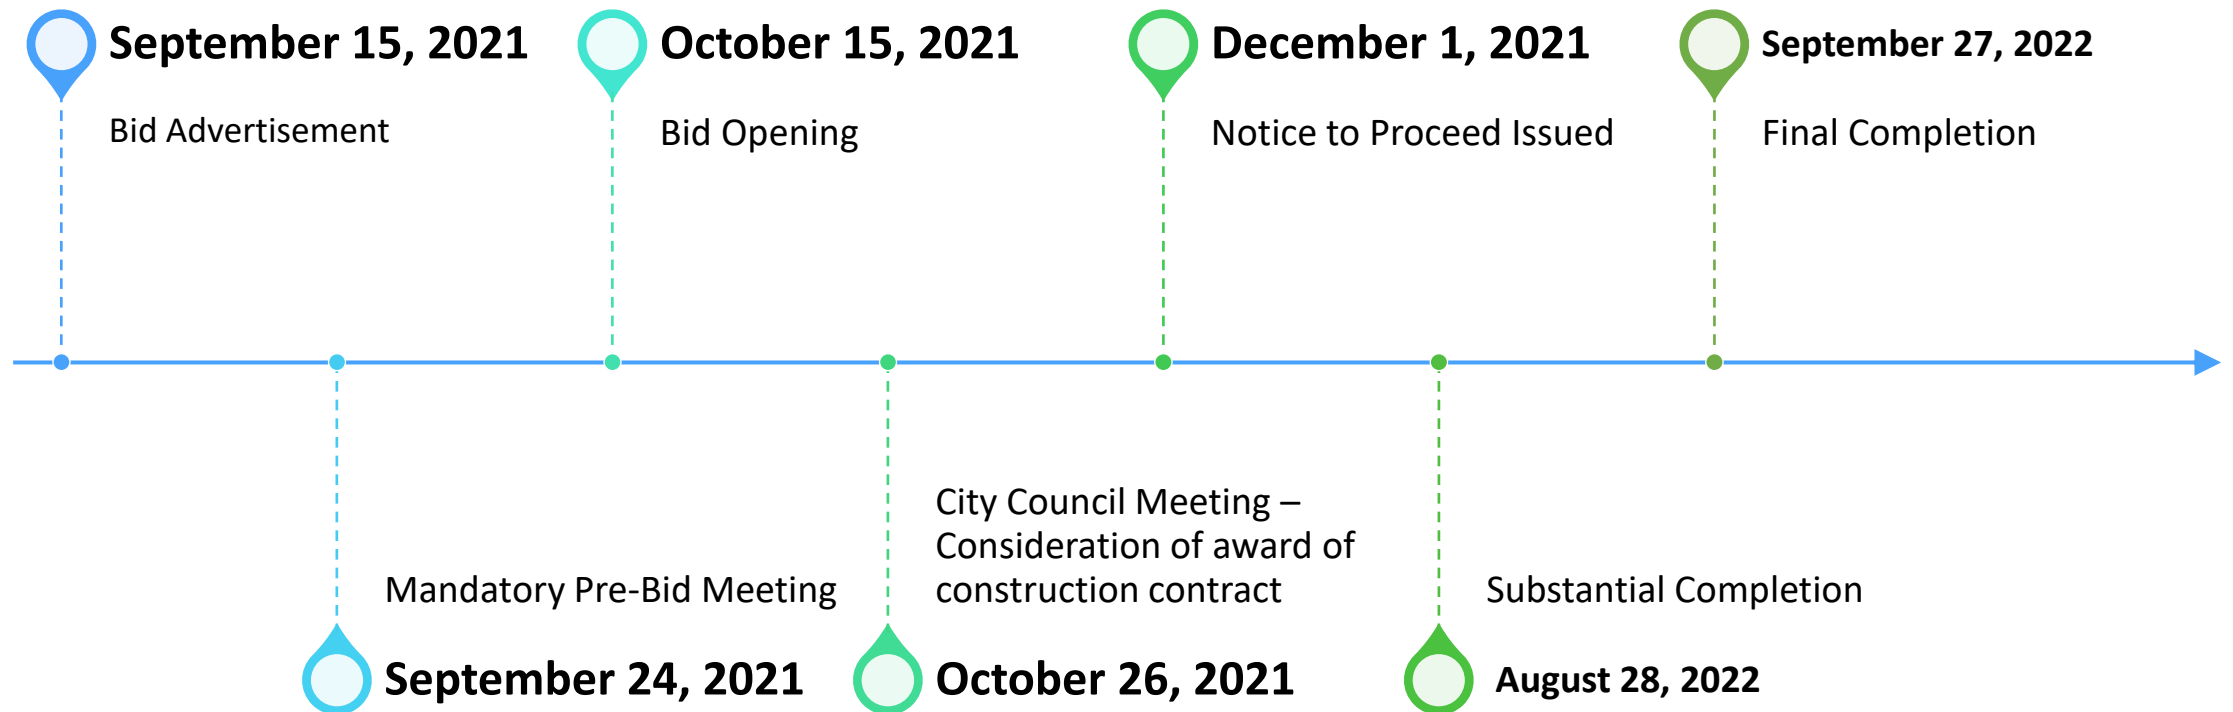 September 15, 2021
Bid Advertisement
October 15, 2021
Bid Opening
December 1, 2021
Notice to Proceed Issued
September 27, 2022
Final Completion
Mandatory Pre-Bid Meeting
September 24, 2021
City Council Meeting –
Consideration of award of
construction contract
October 26, 2021
Substantial Completion
August 28, 2022